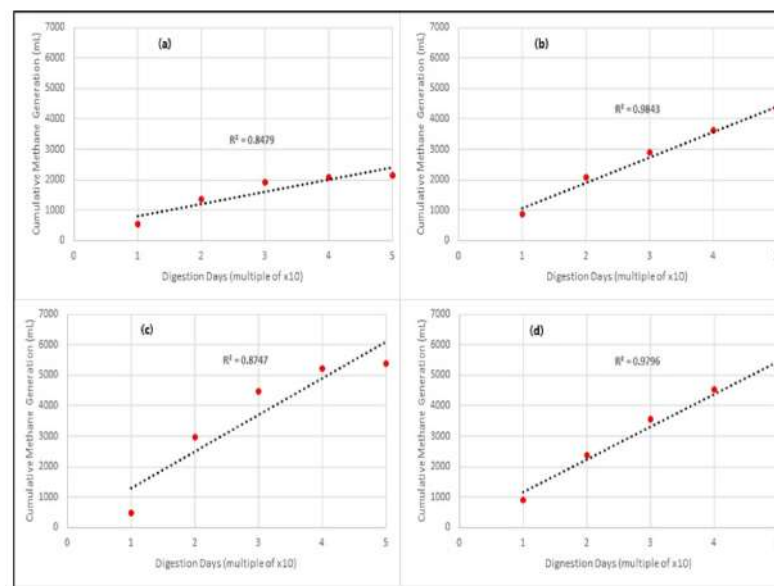 (a)
Cumulative Methane Generation (mL)
7000
6000
5000
4000
3000
2000
1000
0
R² = 0.8479
0 1 2 3 4 5
Digestion Days (multiple of x10)
(b)
Cumulative Methane Generation (mL)
7000
6000
5000
4000
3000
2000
1000
0
R² = 0.9843
0 1 2 3 4
Digestion Days (multiple of x10)
(c)
Cumulative Methane Generation (mL)
7000
6000
5000
4000
3000
2000
1000
0
R² = 0.8747
0 1 2 3 4 5
Digestion Days (multiple of x10)
(d)
Cumulative Methane Generation (mL)
7000
6000
5000
4000
3000
2000
1000
0
R² = 0.9796
0 1 2 3 4
Dignestion Days (multiple of x10)